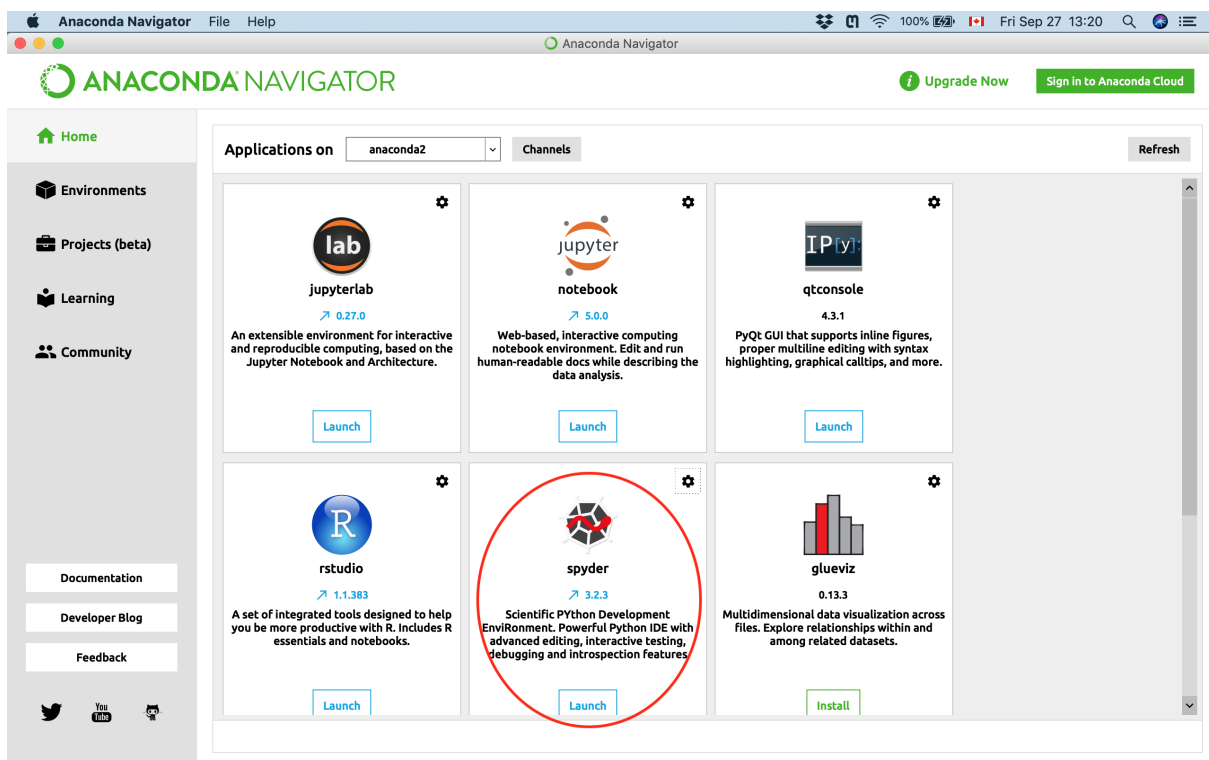 Anaconda Navigator File Help 100% Fri Sep 27 13:20
Anaconda Navigator
ANACONDA NAVIGATOR
i Upgrade Now
Sign in to Anaconda Cloud
Home
Environments
Projects (beta)
Learning
Community
Documentation
Developer Blog
Feedback
You
Tube
Applications on anaconda2 Channels Refresh
lab
jupyterlab
0.27.0
An extensible environment for interactive
and reproducible computing, based on the
Jupyter Notebook and Architecture.
Launch
jupyter
notebook
5.0.0
Web-based, interactive computing
notebook environment. Edit and run
human-readable docs while describing the
data analysis.
Launch
IP[y]:
qtconsole
4.3.1
PyQt GUI that supports inline figures,
proper multiline editing with syntax
highlighting, graphical calltips, and more.
Launch
R
rstudio
1.1.383
A set of integrated tools designed to help
you be more productive with R. Includes R
essentials and notebooks.
Launch
spyder
3.2.3
Scientific PYthon Development
EnviRonment. Powerful Python IDE with
advanced editing, interactive testing,
debugging and introspection features
Launch
glueviz
0.13.3
Multidimensional data visualization across
files. Explore relationships within and
among related datasets.
Install